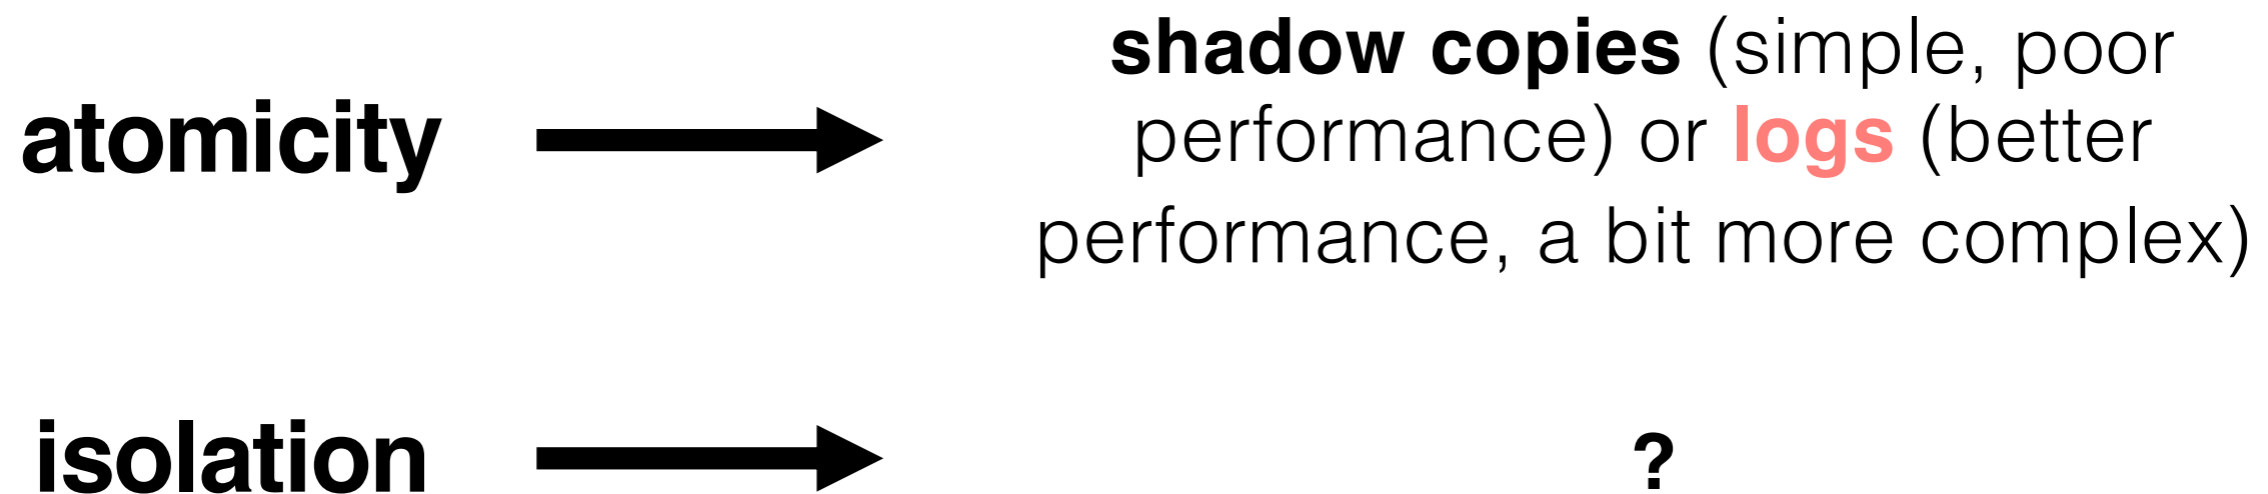 shadow copies (simple, poor
atomicity
performance) or logs (better
performance, a bit more complex)
isolation
?